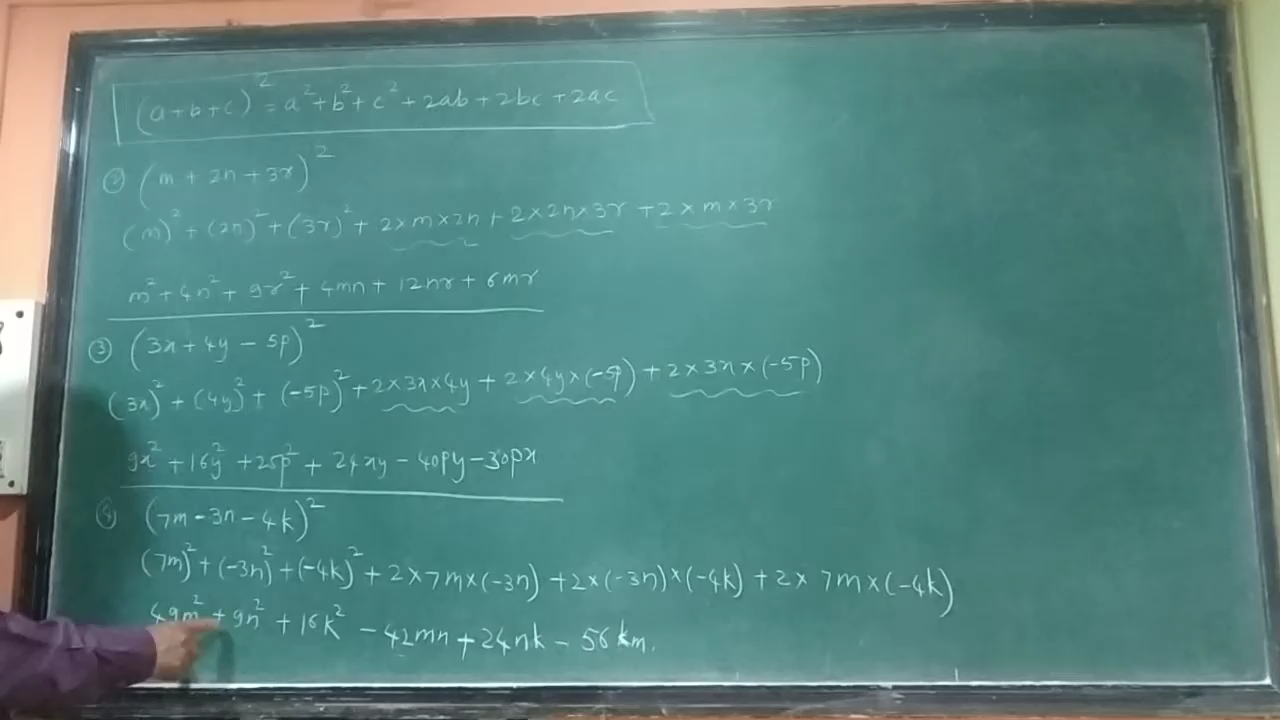 (a+b+c)² = a²+b²+c²+2ab+2bc+2ac
② (m+2n+3r)²
(m)²+(2n)²+(3r)²+2×m×2n+2×2n×3r+2×m×3r
m²+4n²+9r²+4mn+12nr+6mr
③ (3x+4y-5p)²
(3x)²+(4y)²+(-5p)²+2×3x×4y+2×4y×(-5p)+2×3x×(-5p)
9x²+16y²+25p²+24xy-40py-30px
④ (7m-3n-4k)²
(7m)²+(-3n)²+(-4k)²+2×7m×(-3n)+2×(-3n)×(-4k)+2×7m×(-4k)
49m²+9n²+16k²-42mn+24nk-56km.